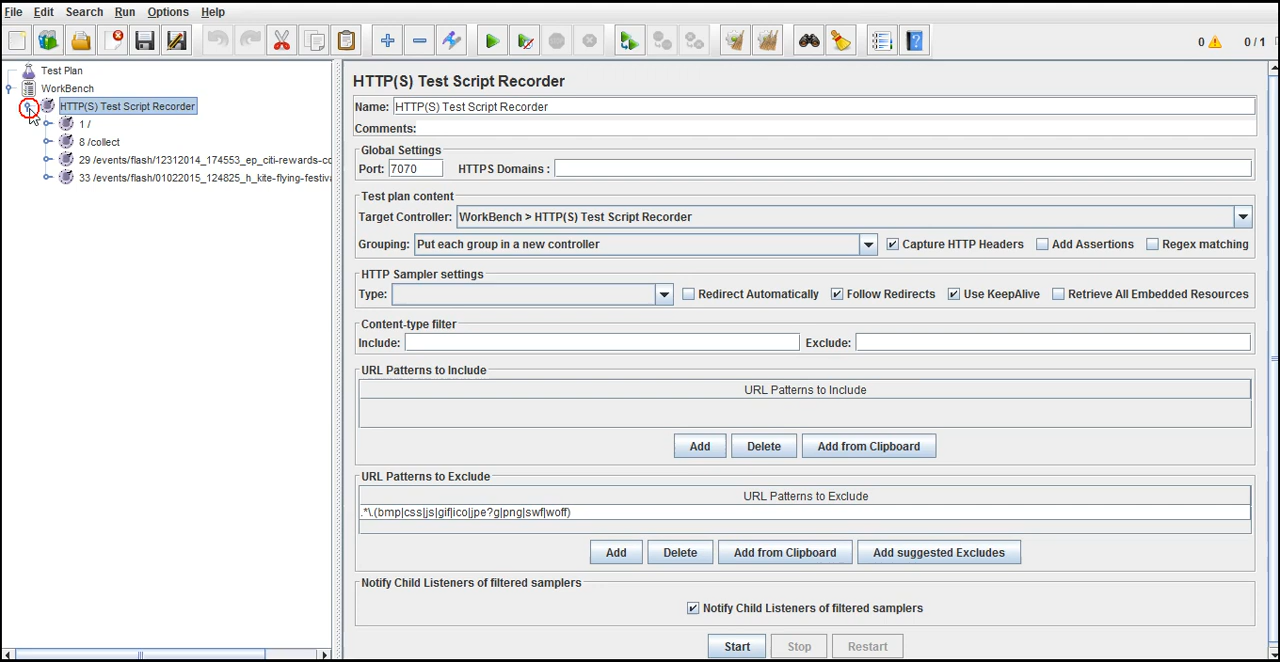 File Edit Search Run Options Help
0 0 / 1
Test Plan
WorkBench
HTTP(S) Test Script Recorder
1 /
8 /collect
29 /events/flash/12312014_174553_ep_citi-rewards-co
33 /events/flash/01022015_124825_h_kite-flying-festiva
HTTP(S) Test Script Recorder
Name: HTTP(S) Test Script Recorder
Comments:
Global Settings
Port: 7070 HTTPS Domains :
Test plan content
Target Controller: WorkBench > HTTP(S) Test Script Recorder
Grouping: Put each group in a new controller Capture HTTP Headers Add Assertions Regex matching
HTTP Sampler settings
Type: Redirect Automatically Follow Redirects Use KeepAlive Retrieve All Embedded Resources
Content-type filter
Include: Exclude:
URL Patterns to Include
URL Patterns to Include
Add Delete Add from Clipboard
URL Patterns to Exclude
URL Patterns to Exclude
.*\.(bmp|css|js|gif|ico|jpe?g|png|swf|woff)
Add Delete Add from Clipboard Add suggested Excludes
Notify Child Listeners of filtered samplers
Notify Child Listeners of filtered samplers
Start Stop Restart